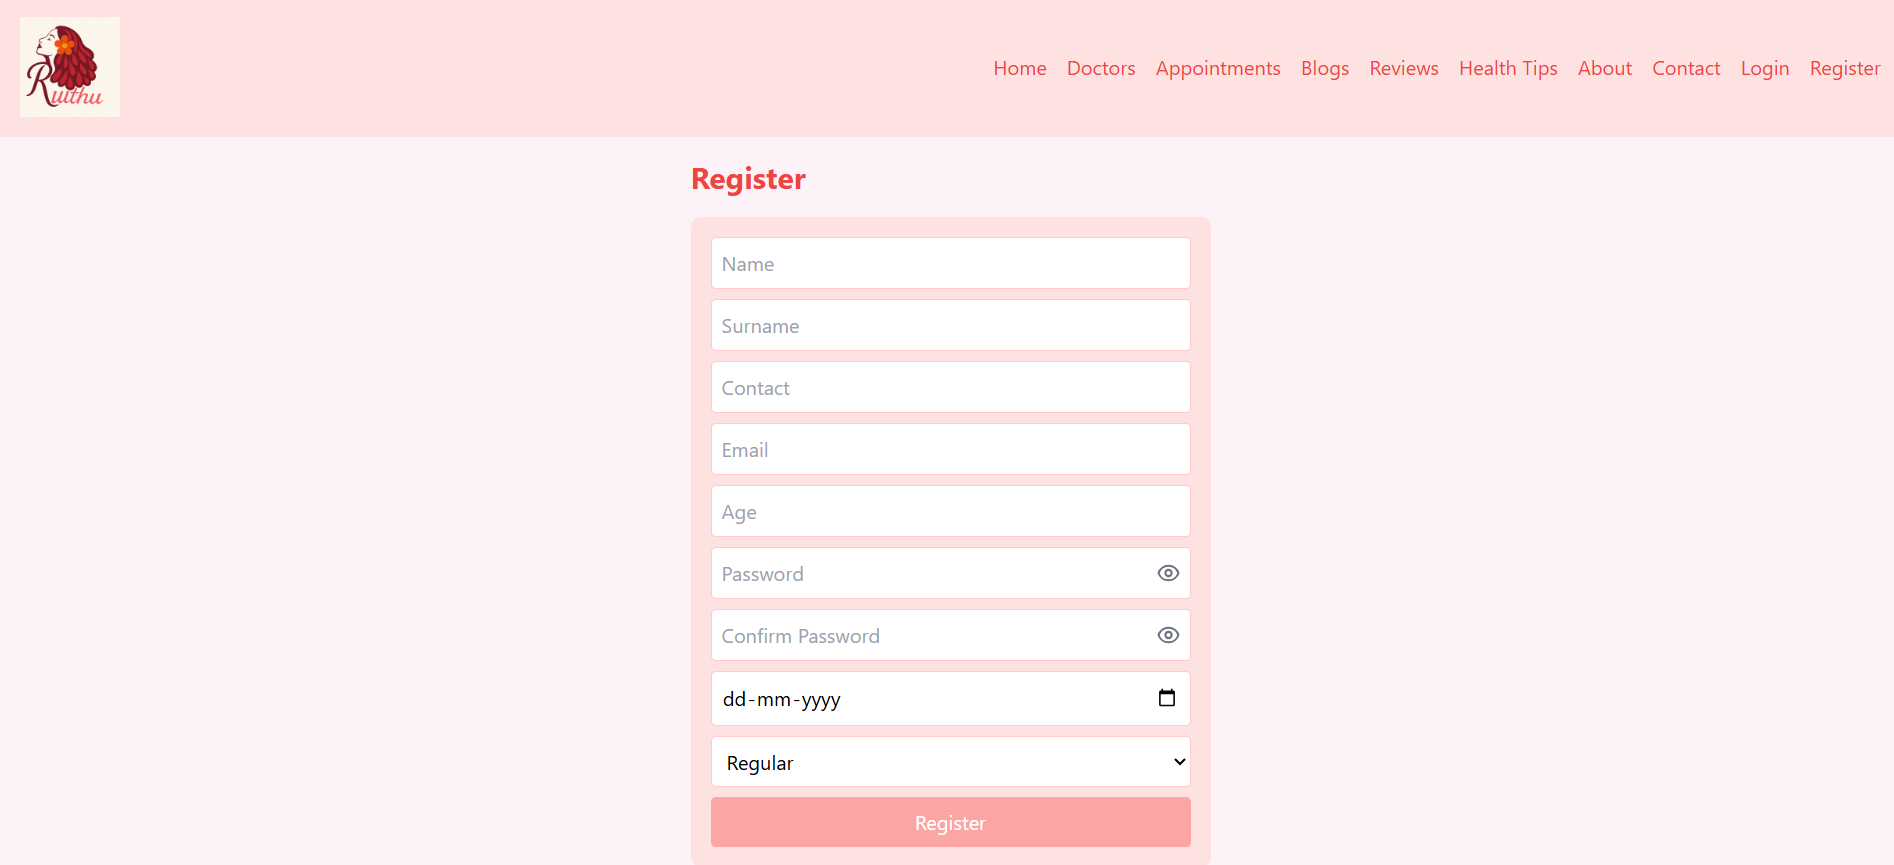 Ruithu
Home Doctors Appointments Blogs Reviews Health Tips About Contact Login Register
Register
Name
Surname
Contact
Email
Age
Password
Confirm Password
dd-mm-yyyy
Regular
Register